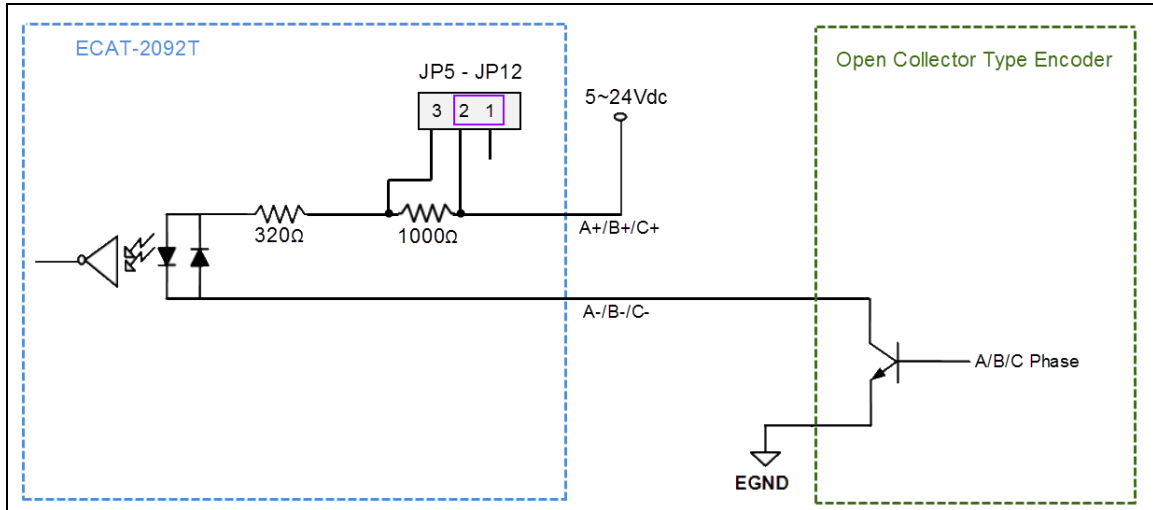 ECAT-2092T
Open Collector Type Encoder
JP5 - JP12
5~24Vdc
3 2 1
320Ω
1000Ω
A+/B+/C+
A-/B-/C-
A/B/C Phase
EGND